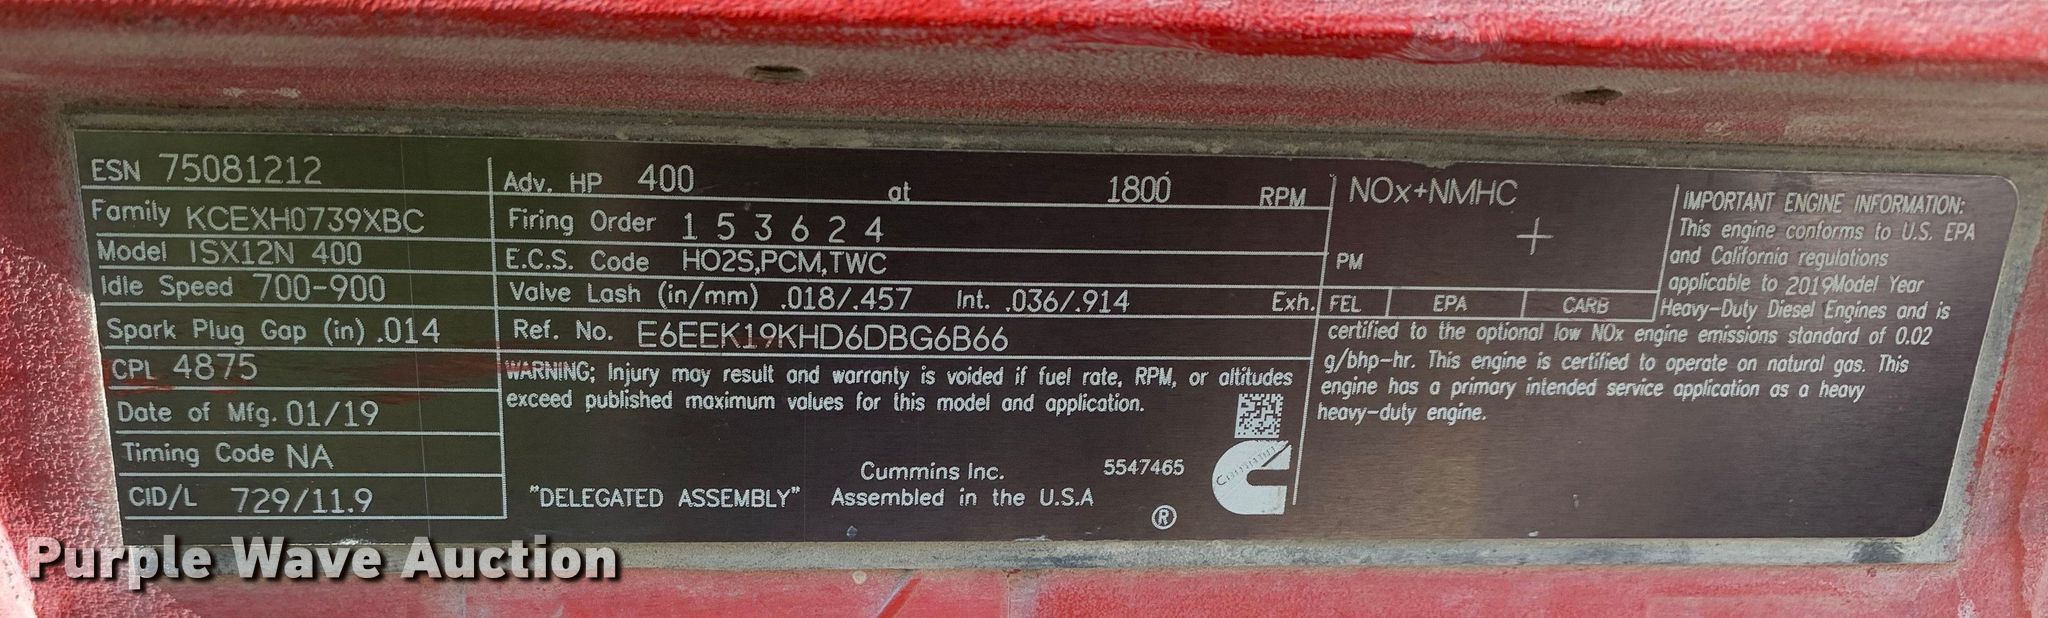 ESN 75081212
Family KCEXH0739XBC
Model ISX12N 400
Idle Speed 700-900
Spark Plug Gap (in) .014
CPL 4875
Date of Mfg. 01/19
Timing Code NA
CID/L 729/11.9
Adv. HP 400 at 1800 RPM
Firing Order 1 5 3 6 2 4
E.C.S. Code HO2S,PCM,TWC
Valve Lash (in/mm) .018/.457 Int. .036/.914 Exh.
Ref. No. E6EEK19KHD6DBG6B66
WARNING: Injury may result and warranty is voided if fuel rate, RPM, or altitudes
exceed published maximum values for this model and application.
Cummins Inc. 5547465
"DELEGATED ASSEMBLY" Assembled in the U.S.A
Cummins
®
NOx+NMHC
+
PM
FEL EPA CARB
IMPORTANT ENGINE INFORMATION:
This engine conforms to U.S. EPA
and California regulations
applicable to 2019Model Year
Heavy-Duty Diesel Engines and is
certified to the optional low NOx engine emissions standard of 0.02
g/bhp-hr. This engine is certified to operate on natural gas. This
engine has a primary intended service application as a heavy
heavy-duty engine.
Purple Wave Auction